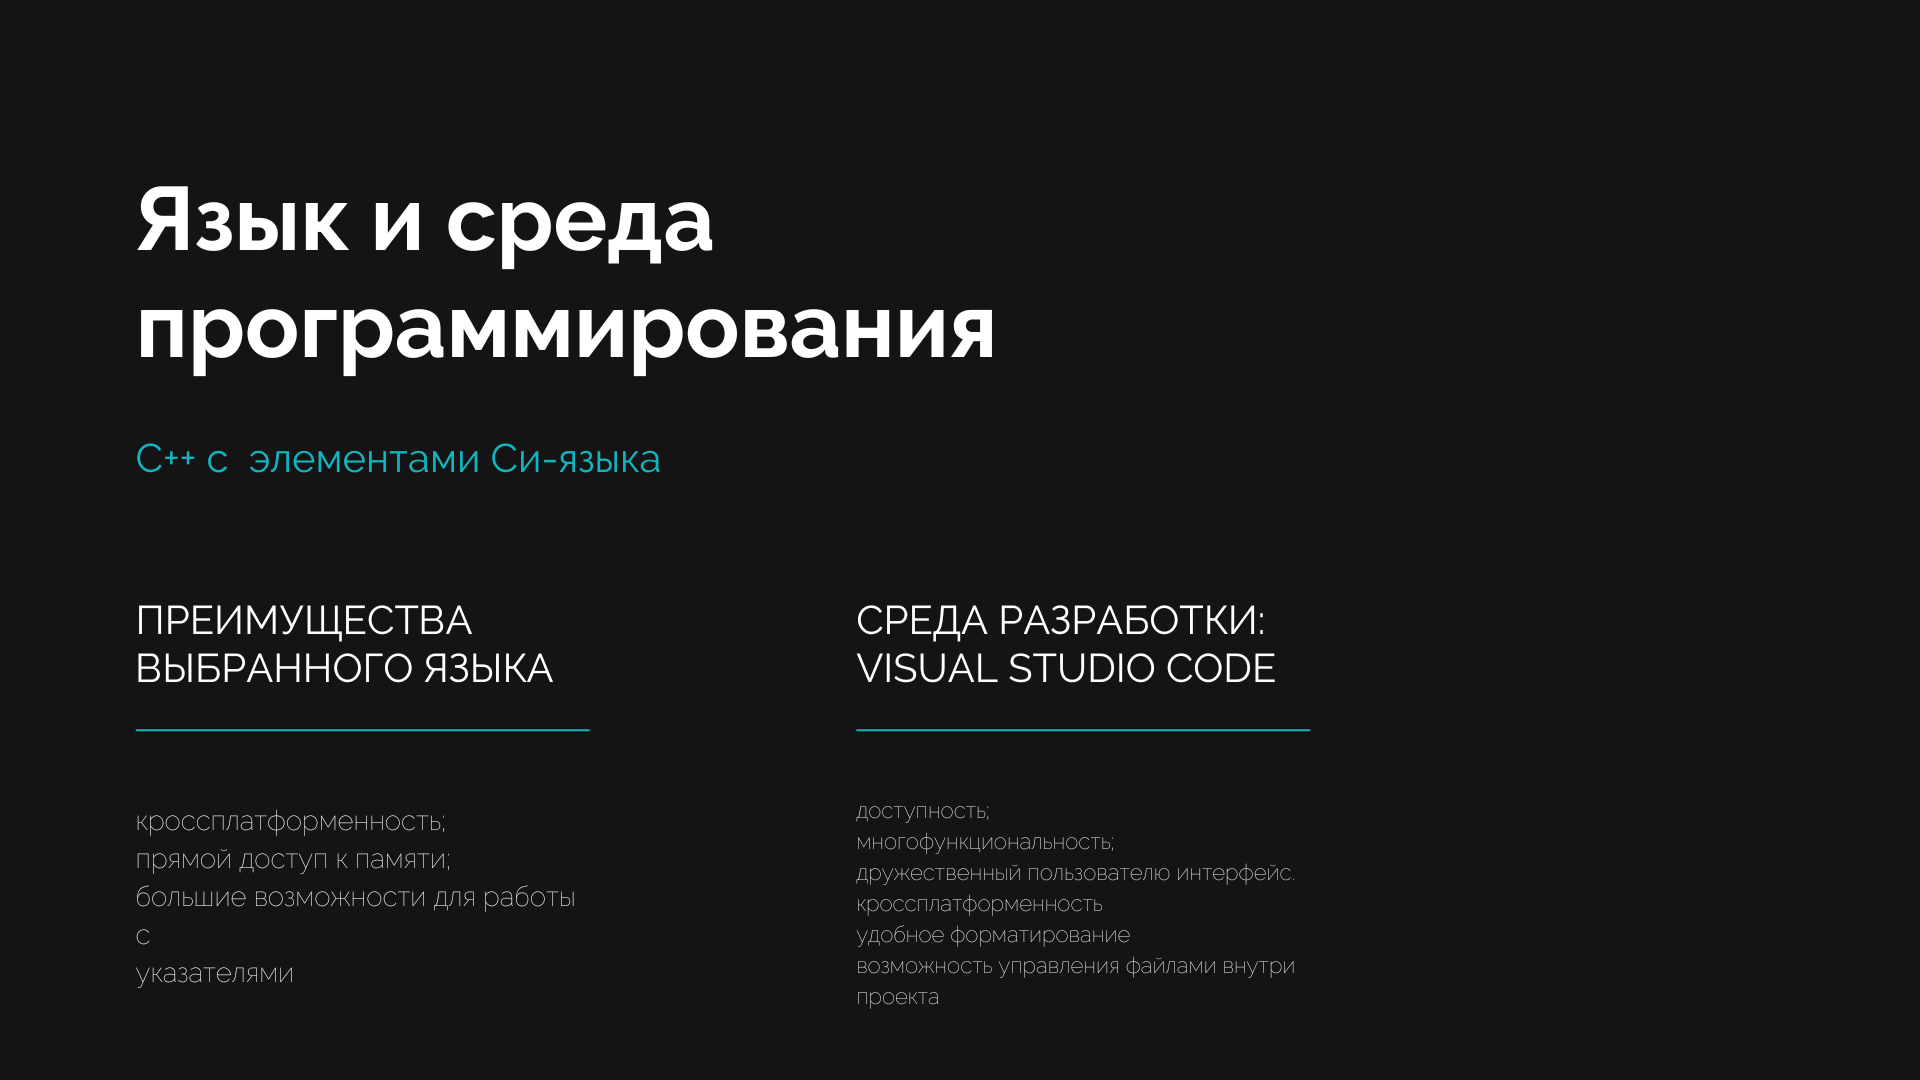 Язык и среда
программирования
С++ с  элементами Си-языка
ПРЕИМУЩЕСТВА
ВЫБРАННОГО ЯЗЫКА
кроссплатформенность;
прямой доступ к памяти;
большие возможности для работы
с
указателями
СРЕДА РАЗРАБОТКИ:
VISUAL STUDIO CODE
доступность;
многофункциональность;
дружественный пользователю интерфейс.
кроссплатформенность
удобное форматирование
возможность управления файлами внутри
проекта